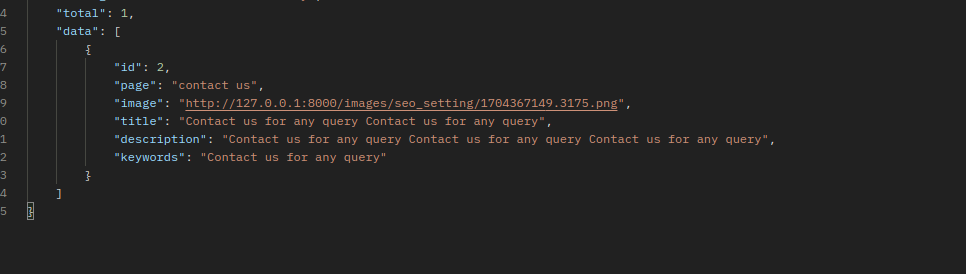 4 "total": 1,
5 "data": [
6 {
7 "id": 2,
8 "page": "contact us",
9 "image": "http://127.0.0.1:8000/images/seo_setting/1704367149.3175.png",
0 "title": "Contact us for any query Contact us for any query",
1 "description": "Contact us for any query Contact us for any query Contact us for any query",
2 "keywords": "Contact us for any query"
3 }
4 ]
5 }